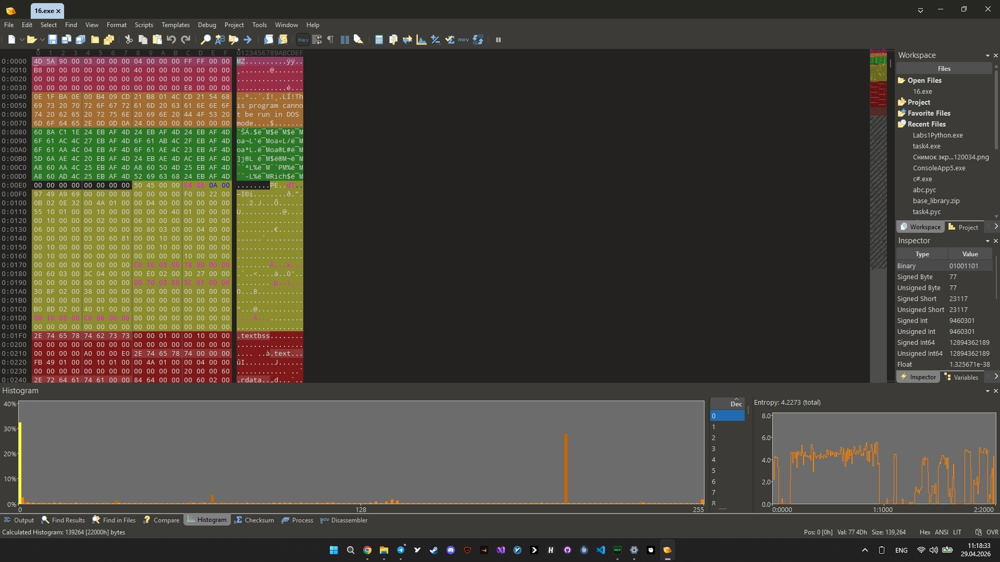 16.exe ×
File Edit Select Find View Format Scripts Templates Debug Project Tools Window Help
0 1 2 3 4 5 6 7 8 9 A B C D E F 0123456789ABCDEF
0:0000 4D 5A 90 00 03 00 00 00 04 00 00 00 FF FF 00 00 MZ..........ÿÿ..
0:0010 B8 00 00 00 00 00 00 00 40 00 00 00 00 00 00 00 ¸.......@.......
0:0020 00 00 00 00 00 00 00 00 00 00 00 00 00 00 00 00 ................
0:0030 00 00 00 00 00 00 00 00 00 00 00 00 E8 00 00 00 ............è...
0:0040 0E 1F BA 0E 00 B4 09 CD 21 B8 01 4C CD 21 54 68 ..º..´.Í!¸.LÍ!Th
0:0050 69 73 20 70 72 6F 67 72 61 6D 20 63 61 6E 6E 6F is program canno
0:0060 74 20 62 65 20 72 75 6E 20 69 6E 20 44 4F 53 20 t be run in DOS
0:0070 6D 6F 64 65 2E 0D 0D 0A 24 00 00 00 00 00 00 00 mode....$.......
0:0080 60 8A C1 1E 24 EB AF 4D 24 EB AF 4D 24 EB AF 4D `ŠÁ.$ë¯M$ë¯M$ë¯M
0:0090 6F 61 AC 4C 27 EB AF 4D 6F 61 AB 4C 2F EB AF 4D oa¬L'ë¯Moa«L/ë¯M
0:00A0 6F 61 AA 4C 04 EB AF 4D 6F 61 AE 4C 23 EB AF 4D oaªL.ë¯Moa®L#ë¯M
0:00B0 5D 6A AE 4C 20 EB AF 4D 24 EB AE 4D AC EB AF 4D ]j®L ë¯M$ë®M¬ë¯M
0:00C0 A8 60 AA 4C 25 EB AF 4D A8 60 50 4D 25 EB AF 4D ¨`ªL%ë¯M¨`PM%ë¯M
0:00D0 A8 60 AD 4C 25 EB AF 4D 52 69 63 68 24 EB AF 4D ¨`-L%ë¯MRich$ë¯M
0:00E0 00 00 00 00 00 00 00 00 50 45 00 00 64 86 0A 00 ........PE..d†..
0:00F0 97 49 A9 69 00 00 00 00 00 00 00 00 F0 00 22 00 —I©i........ð.".
0:0100 0B 02 0E 32 00 4A 01 00 00 D4 00 00 00 00 00 00 ...2.J...Ô......
0:0110 55 10 01 00 00 10 00 00 00 00 00 40 01 00 00 00 U..........@....
0:0120 00 10 00 00 00 02 00 00 06 00 00 00 00 00 00 00 ................
0:0130 06 00 00 00 00 00 00 00 00 80 03 00 00 04 00 00 .........€......
0:0140 00 00 00 00 03 00 60 81 00 00 10 00 00 00 00 00 ......`.........
0:0150 00 10 00 00 00 00 00 00 00 00 10 00 00 00 00 00 ................
0:0160 00 10 00 00 00 00 00 00 00 00 00 00 10 00 00 00 ................
0:0170 00 00 00 00 00 00 00 00 C0 16 03 00 78 00 00 00 ........À...x...
0:0180 00 60 03 00 3C 04 00 00 00 E0 02 00 30 27 00 00 .`..<....à..0'..
0:0190 00 00 00 00 00 00 00 00 00 70 03 00 5C 01 00 00 .........p..\...
0:01A0 30 8F 02 00 38 00 00 00 00 00 00 00 00 00 00 00 0...8...........
0:01B0 00 00 00 00 00 00 00 00 00 00 00 00 00 00 00 00 ................
0:01C0 B0 8D 02 00 40 01 00 00 00 00 00 00 00 00 00 00 °...@...........
0:01D0 00 10 03 00 C0 06 00 00 00 00 00 00 00 00 00 00 ....À...........
0:01E0 00 00 00 00 00 00 00 00 00 00 00 00 00 00 00 00 ................
0:01F0 2E 74 65 78 74 62 73 73 00 00 01 00 00 10 00 00 .textbss........
0:0200 00 00 00 00 00 00 00 00 00 00 00 00 00 00 00 00 ................
0:0210 00 00 00 00 A0 00 00 E0 2E 74 65 78 74 00 00 00 .... ..à.text...
0:0220 FB 49 01 00 00 10 01 00 00 4A 01 00 00 04 00 00 ûI.......J......
0:0230 00 00 00 00 00 00 00 00 00 00 00 00 20 00 00 60 ............ ..`
0:0240 2E 72 64 61 74 61 00 00 84 64 00 00 00 60 02 00 .rdata..„d...`..
Workspace
Files
Open Files
16.exe
Project
Favorite Files
Recent Files
Labs1Python.exe
task4.exe
Снимок экр...120034.png
ConsoleApp5.exe
c#.exe
abc.pyc
base_library.zip
task4.pyc
Workspace Project
Inspector
Type Value
Binary 01001101
Signed Byte 77
Unsigned Byte 77
Signed Short 23117
Unsigned Short 23117
Signed Int 9460301
Unsigned Int 9460301
Signed Int64 12894362189
Unsigned Int64 12894362189
Float 1.325671e-38
Inspector Variables
Histogram
40%
30%
20%
10%
0%
0 128 255
Dec
0
1
2
3
4
5
6
7
8
Entropy: 4.2273 (total)
8.0
6.0
4.0
2.0
0.0
0:0000 1:1000 2:2000
Output Find Results Find in Files Compare Histogram Checksum Process Disassembler
Calculated Histogram: 139264 [22000h] bytes
Pos: 0 [0h] Val: 77 4Dh Size: 139,264 Hex ANSI LIT OVR
ENG
11:18:33
29.04.2026